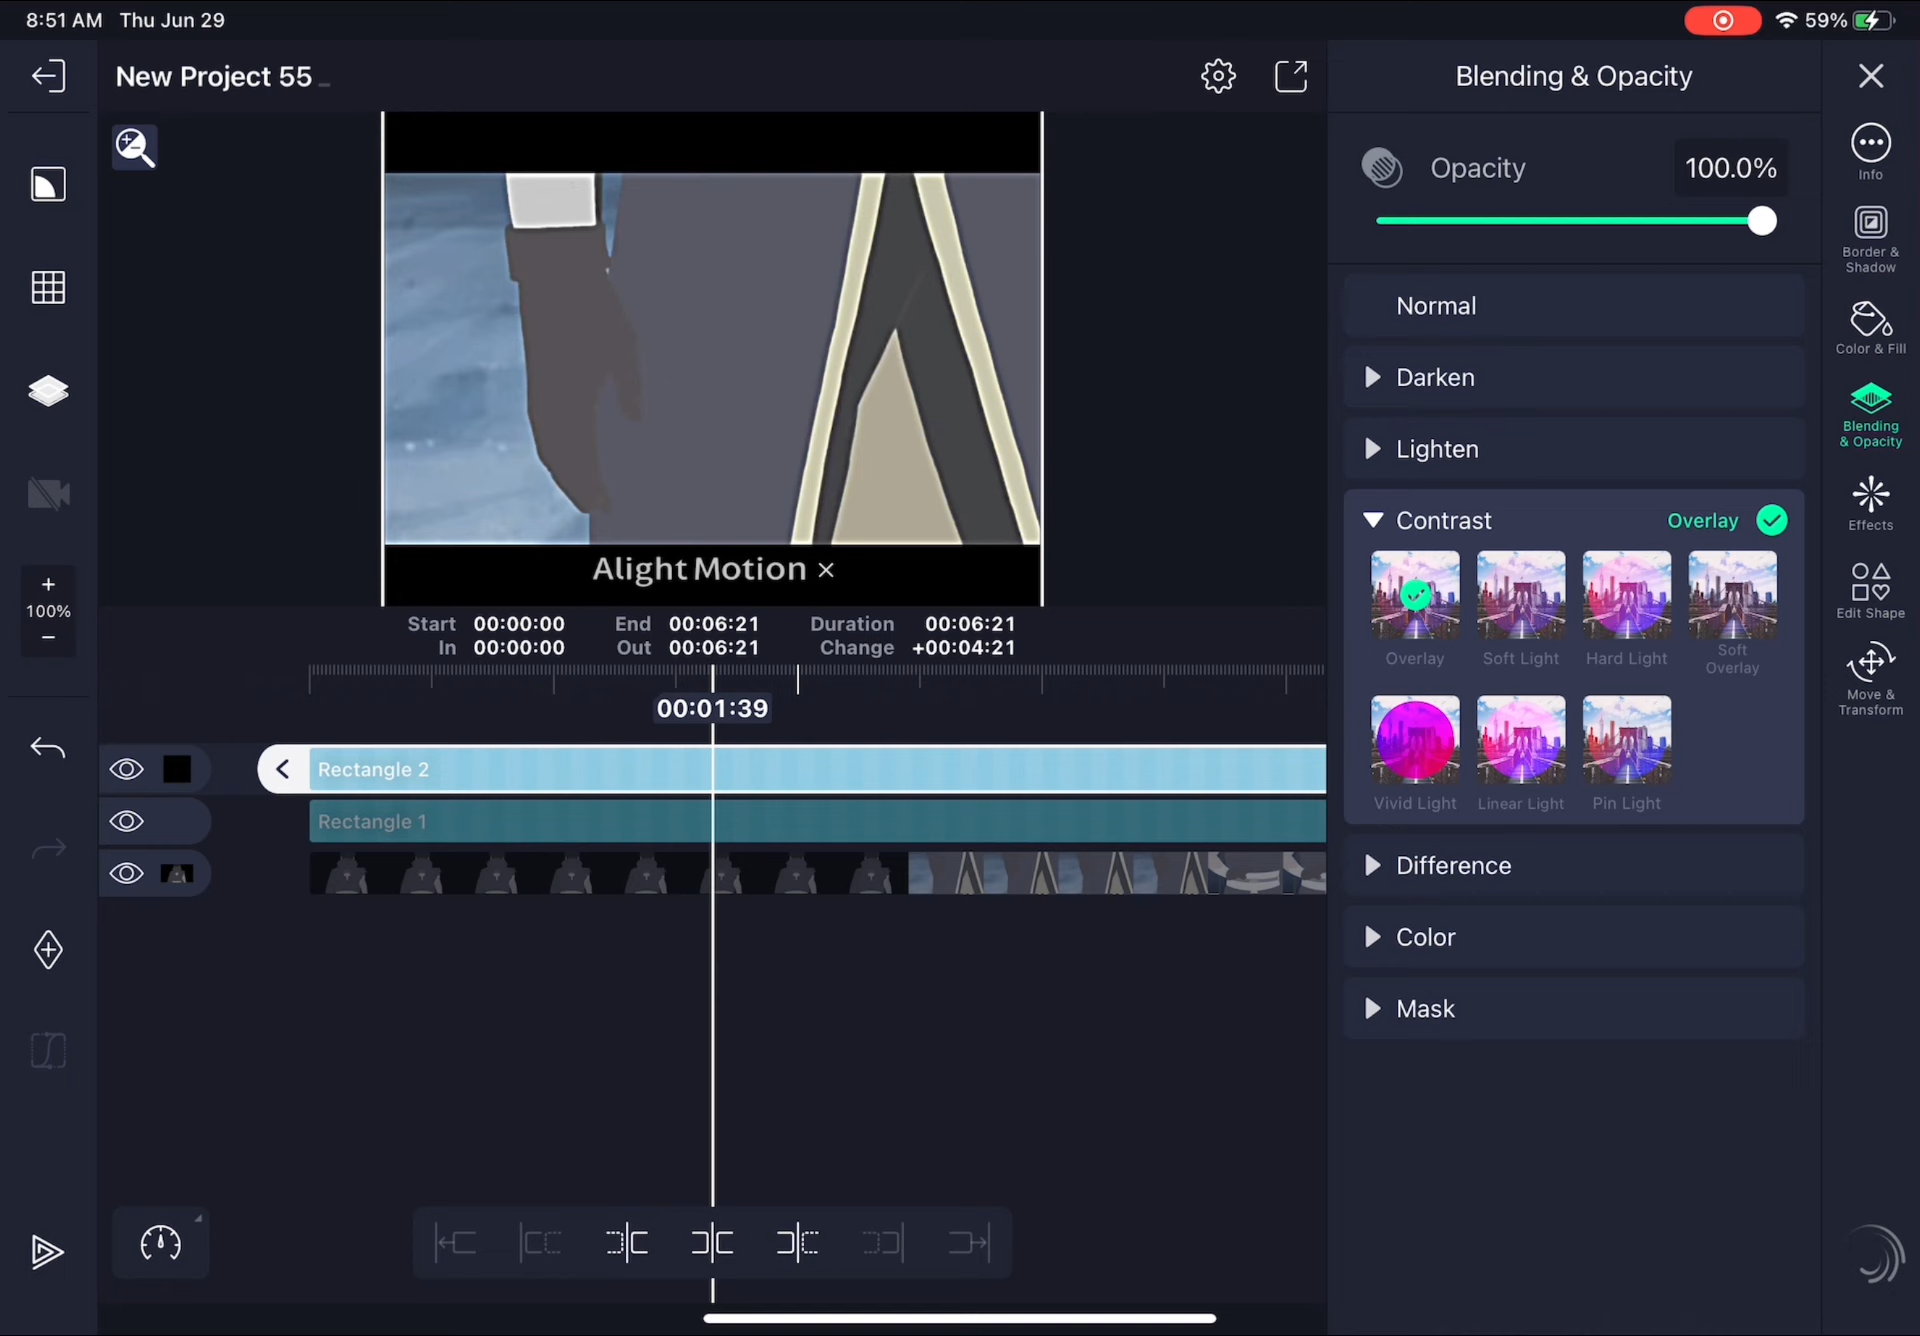 8:51 AM Thu Jun 29
59%
New Project 55
Blending & Opacity
Opacity 100.0%
Info
Border & Shadow
Color & Fill
Blending & Opacity
Effects
Edit Shape
Move & Transform
Normal
Darken
Lighten
Contrast Overlay
Overlay
Soft Light
Hard Light
Soft Overlay
Vivid Light
Linear Light
Pin Light
Difference
Color
Mask
Alight Motion ×
+
100%
−
Start 00:00:00 End 00:06:21 Duration 00:06:21
In 00:00:00 Out 00:06:21 Change +00:04:21
00:01:39
Rectangle 2
Rectangle 1